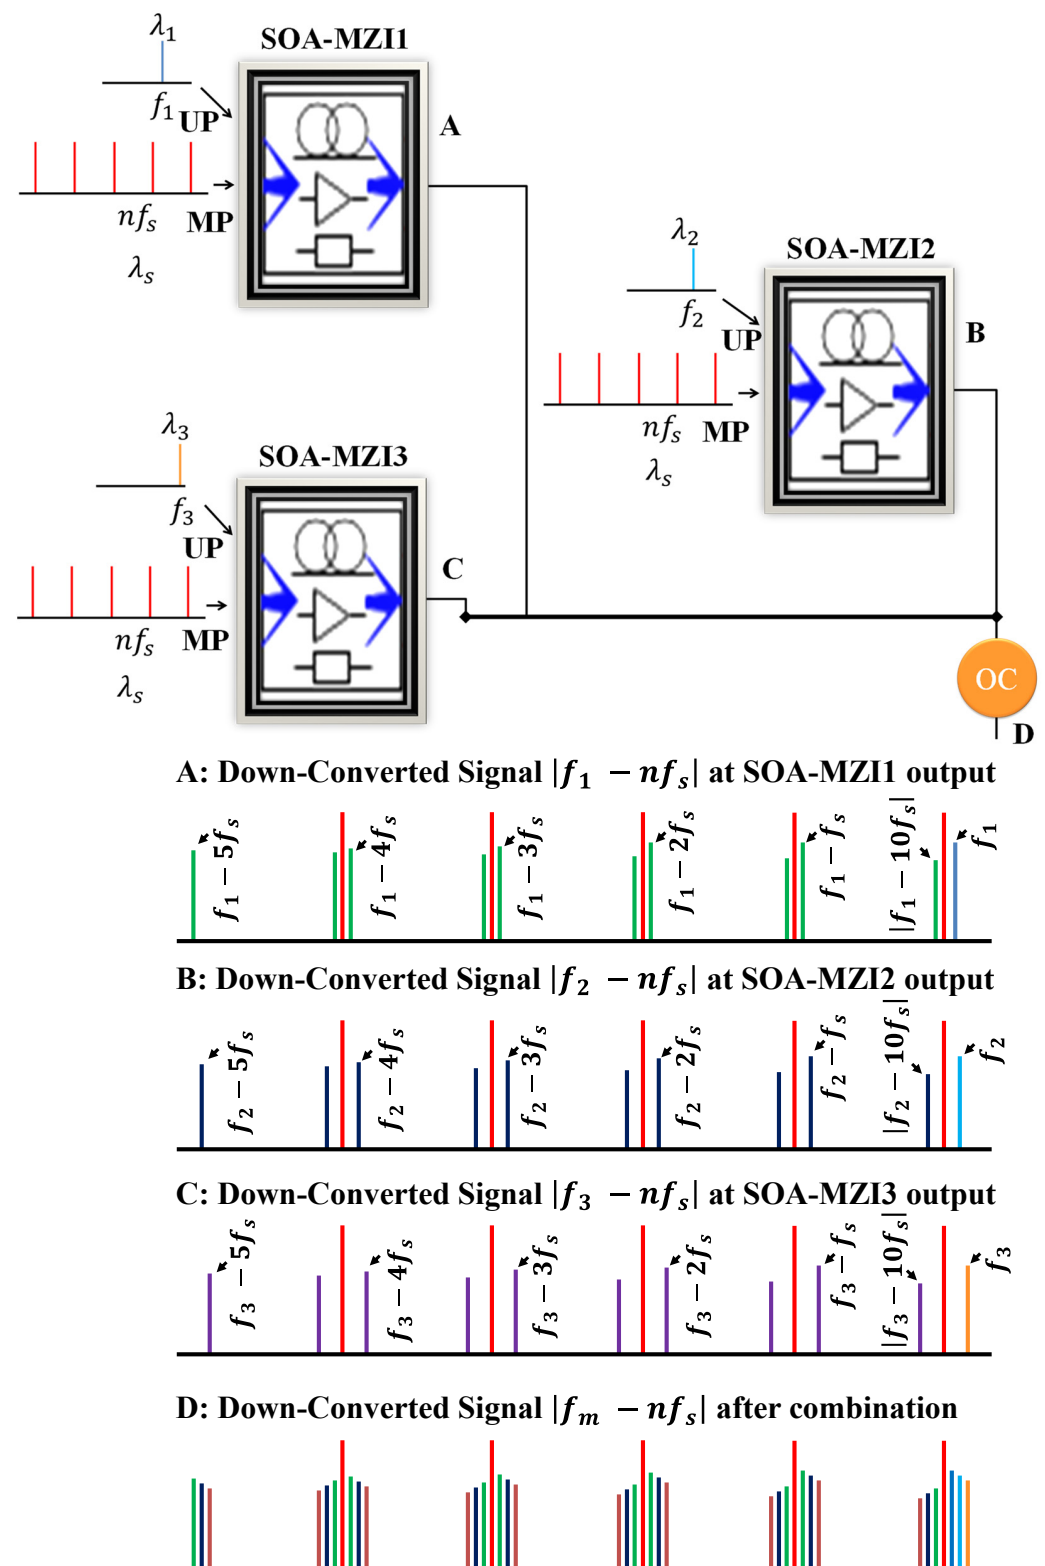 λ₁
SOA-MZI1
f₁
UP
A
nfₛ
MP
λₛ
λ₂
SOA-MZI2
f₂
UP
B
nfₛ
MP
λₛ
λ₃
SOA-MZI3
f₃
UP
C
nfₛ
MP
λₛ
OC
D
A: Down-Converted Signal |f₁ − nfₛ| at SOA-MZI1 output
f₁ − 5fₛ
f₁ − 4fₛ
f₁ − 3fₛ
f₁ − 2fₛ
f₁ − fₛ
|f₁ − 10fₛ|
f₁
B: Down-Converted Signal |f₂ − nfₛ| at SOA-MZI2 output
f₂ − 5fₛ
f₂ − 4fₛ
f₂ − 3fₛ
f₂ − 2fₛ
f₂ − fₛ
|f₂ − 10fₛ|
f₂
C: Down-Converted Signal |f₃ − nfₛ| at SOA-MZI3 output
f₃ − 5fₛ
f₃ − 4fₛ
f₃ − 3fₛ
f₃ − 2fₛ
f₃ − fₛ
|f₃ − 10fₛ|
f₃
D: Down-Converted Signal |fₘ − nfₛ| after combination